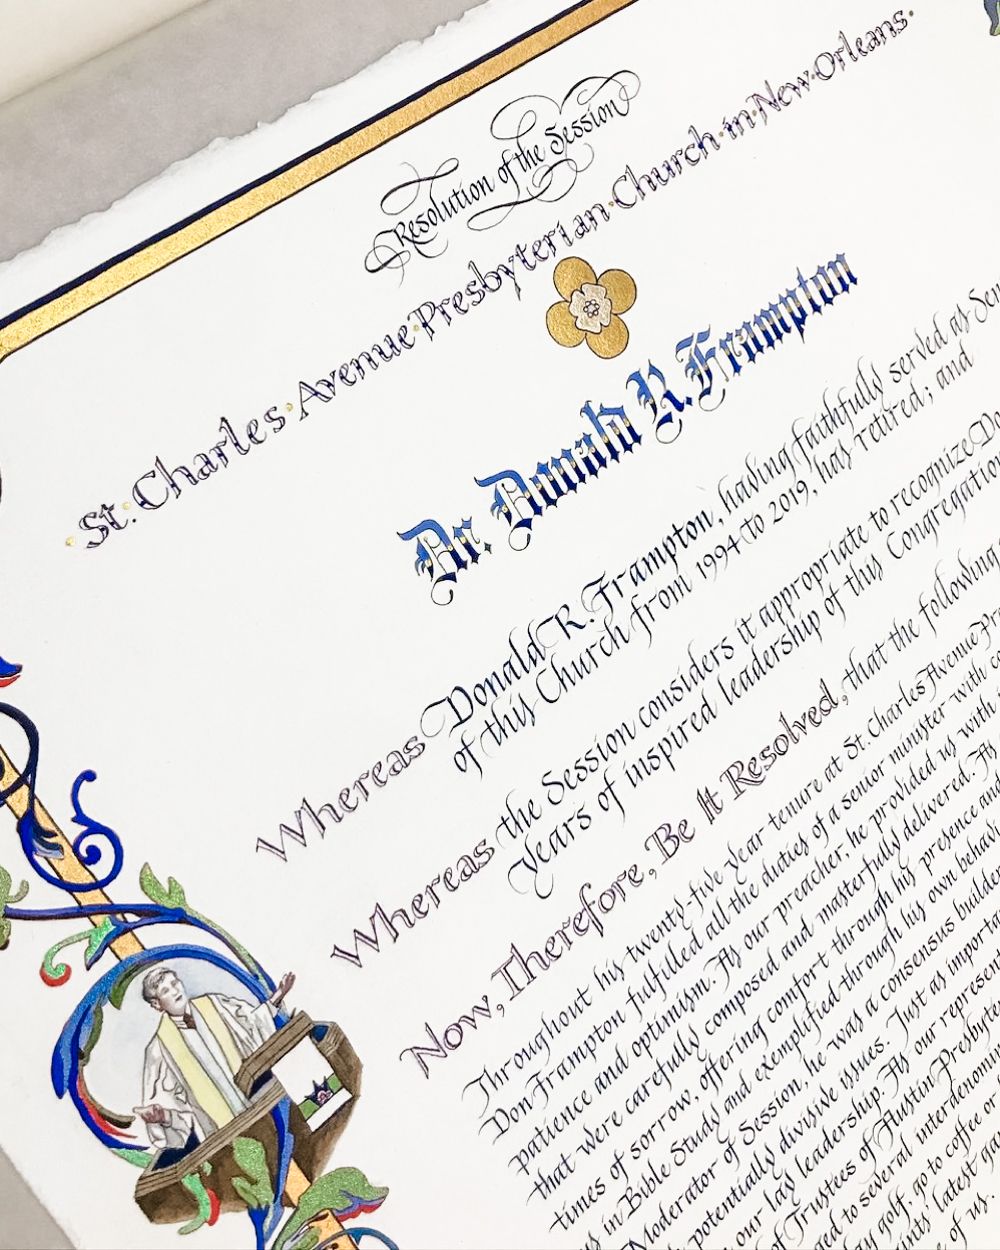 Resolution of the Session
St. Charles Avenue Presbyterian Church in New Orleans.
Dr. Donald R. Frampton
Whereas Donald R. Frampton, having faithfully served as
of this Church from 1994 to 2019, has retired; and
Whereas the Session considers it appropriate to recognize
years of inspired leadership of this Congregation
Now, Therefore, Be It Resolved, that the following
Throughout his twenty-five year tenure at St. Charles Avenue
Don Frampton fulfilled all the duties of a senior minister with
patience and optimism. As our preacher, he provided us with
that were carefully composed and masterfully delivered. As
times of sorrow, offering comfort through his presence and
us in Bible Study and exemplified through his own
Moderator of Session, he was a consensus builder
potentially divisive issues. Just as
our lay leadership. As our
of Trustees of Austin
to several
golf, go to coffee or
latest
of us.